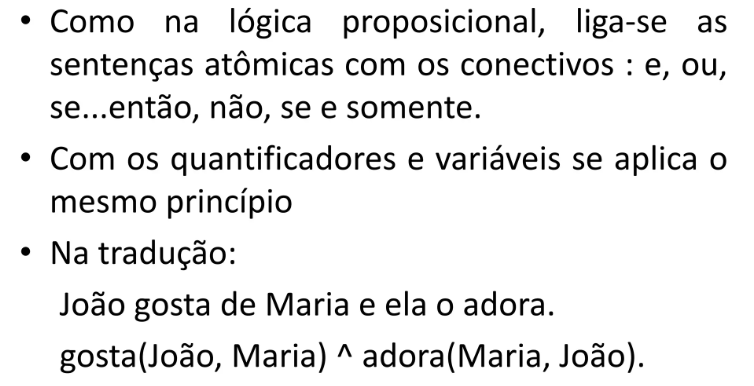 • Como na lógica proposicional, liga-se as
sentenças atômicas com os conectivos : e, ou,
se...então, não, se e somente.
• Com os quantificadores e variáveis se aplica o
mesmo princípio
• Na tradução:
João gosta de Maria e ela o adora.
gosta(João, Maria) ^ adora(Maria, João).